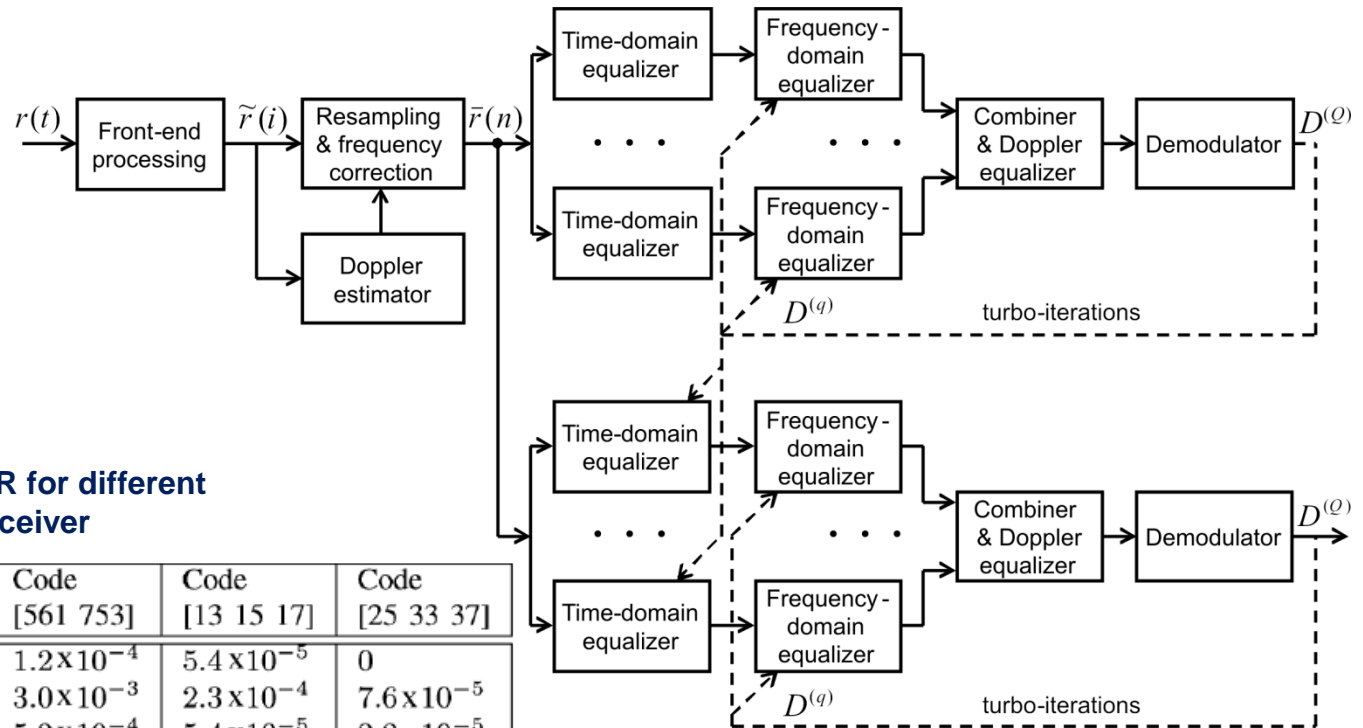 r(t)
Front-end
processing
r̃(i)
Resampling
& frequency
correction
r̄(n)
Doppler
estimator
Time-domain
equalizer
Frequency-
domain
equalizer
. . .
. . .
Time-domain
equalizer
Frequency-
domain
equalizer
Combiner
& Doppler
equalizer
Demodulator
D^(Q)
D^(q)
turbo-iterations
Time-domain
equalizer
Frequency-
domain
equalizer
. . .
. . .
Time-domain
equalizer
Frequency-
domain
equalizer
Combiner
& Doppler
equalizer
Demodulator
D^(Q)
D^(q)
turbo-iterations
R for different
ceiver
Code Code Code
[561 753] [13 15 17] [25 33 37]
1.2x10^-4 5.4x10^-5 0
3.0x10^-3 2.3x10^-4 7.6x10^-5